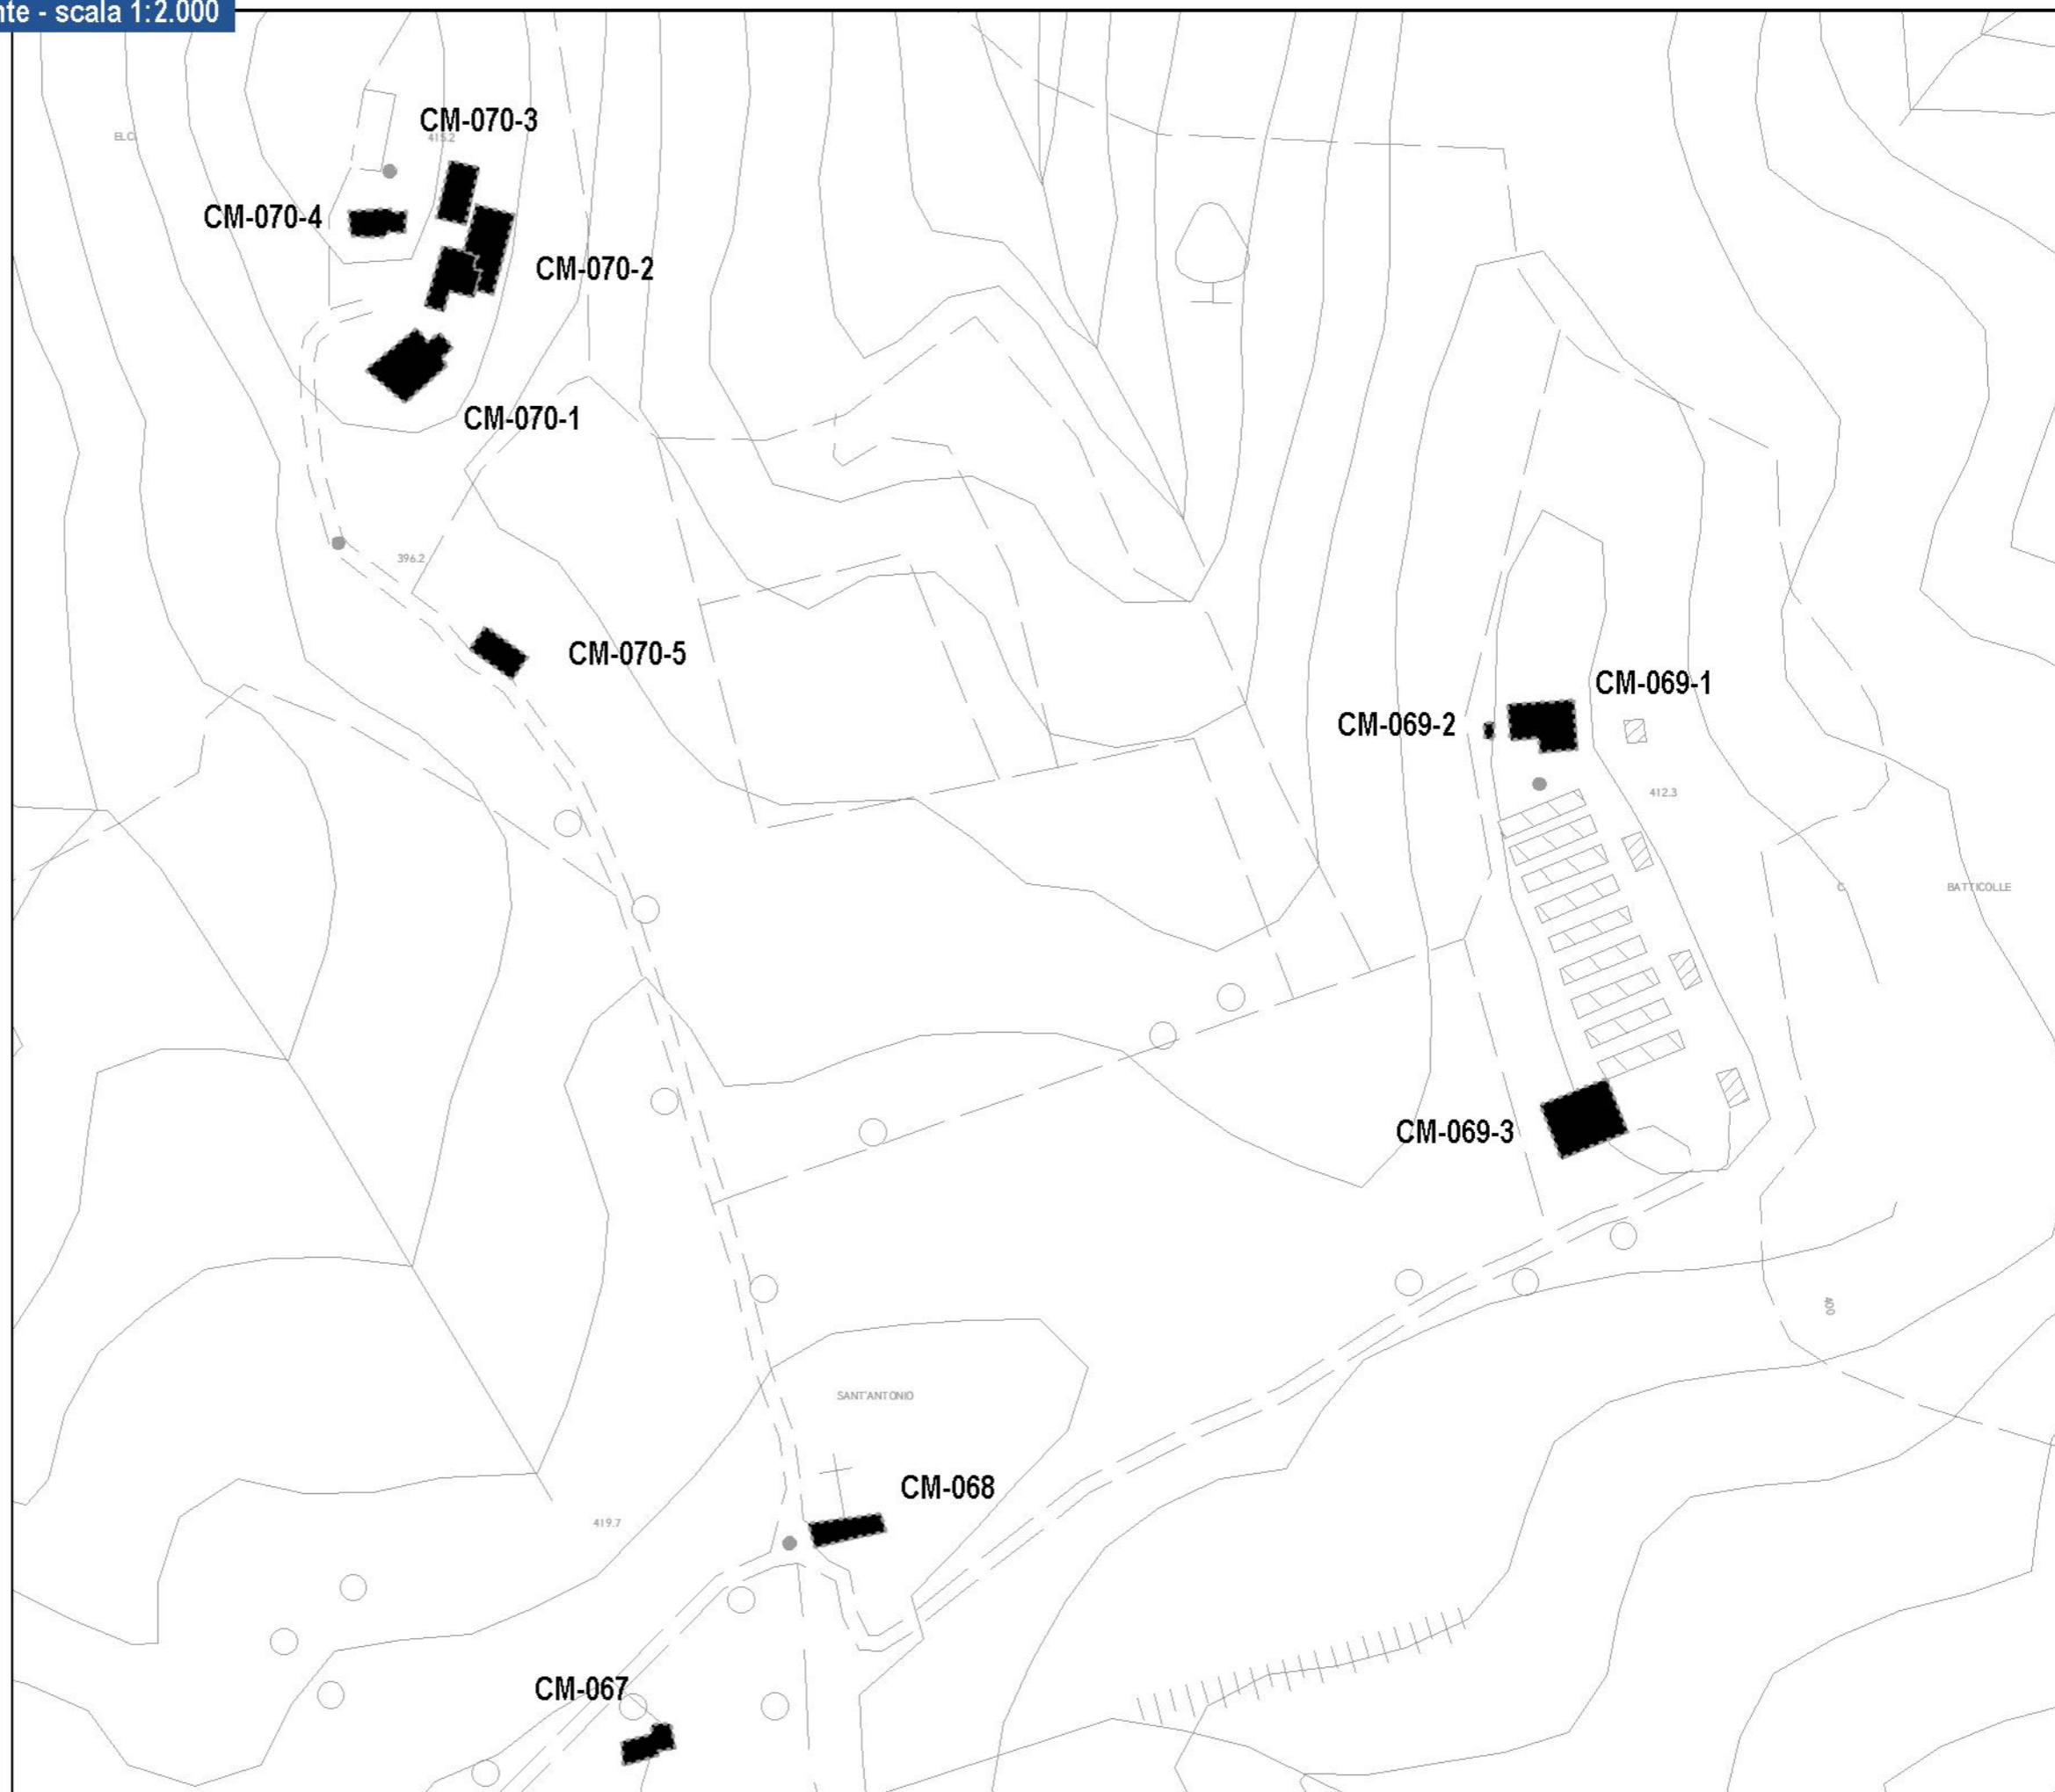 nte - scala 1:2.000
CM-070-3
415.2
CM-070-4
CM-070-2
CM-070-1
396.2
CM-070-5
CM-069-1
CM-069-2
412.3
C
BATTICOLLE
CM-069-3
400
SANT'ANTONIO
CM-068
419.7
CM-067